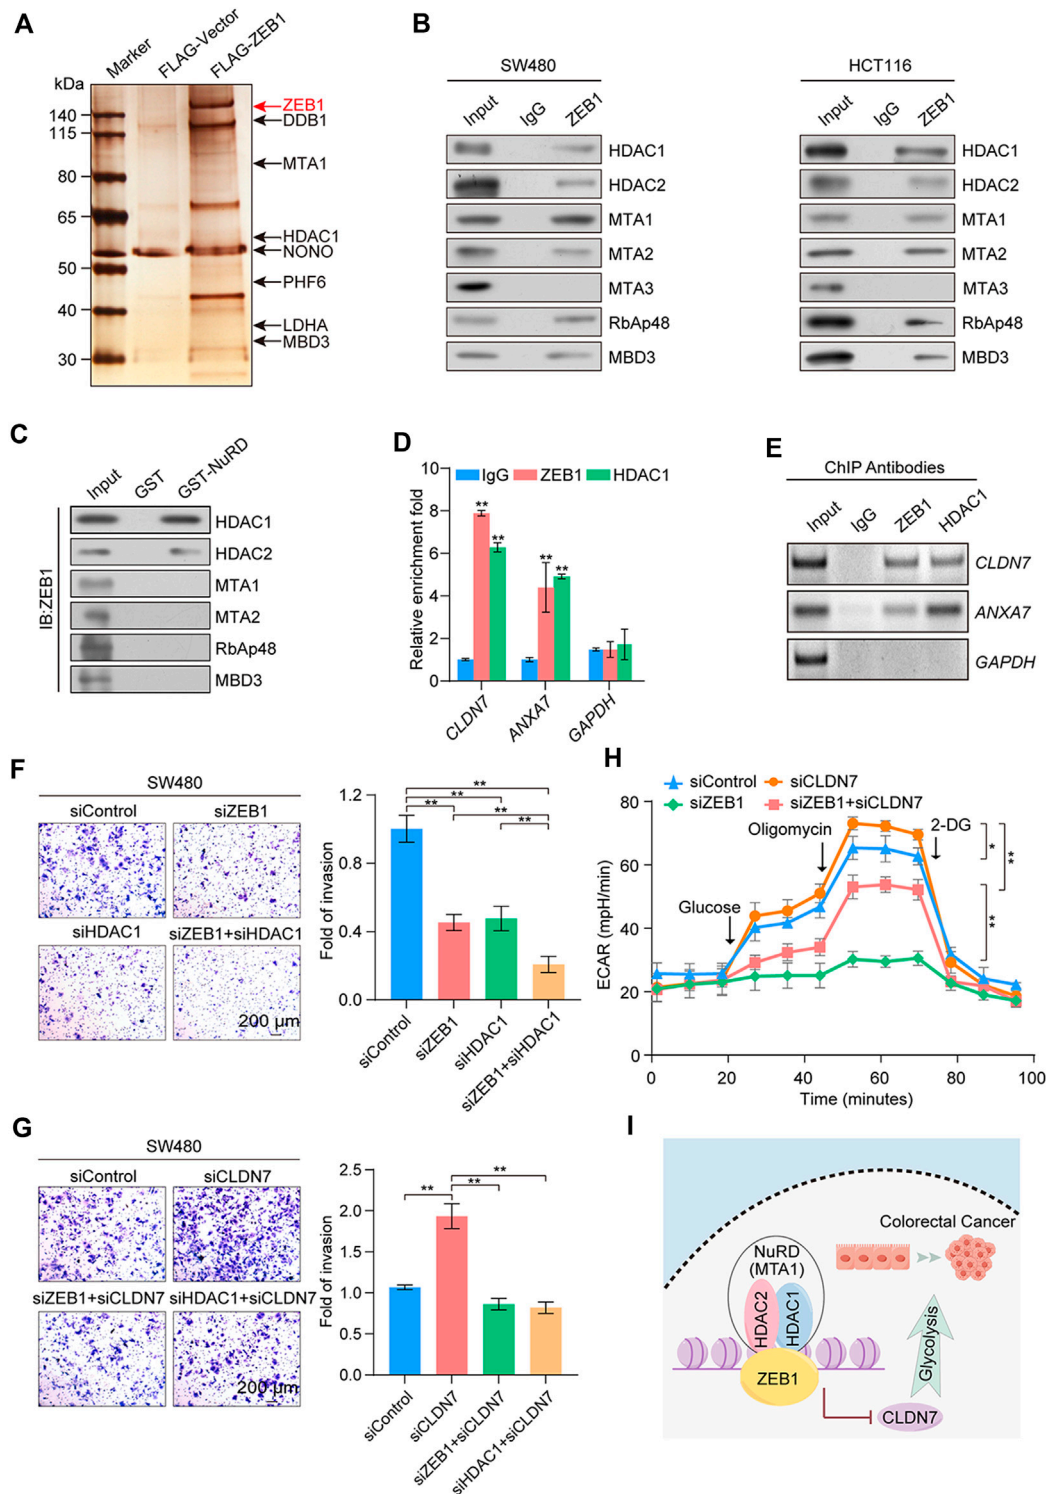 A
Marker
FLAG-Vector
FLAG-ZEB1
kDa
140
115
80
65
50
40
30
ZEB1
DDB1
MTA1
HDAC1
NONO
PHF6
LDHA
MBD3
B
SW480
Input
IgG
ZEB1
HDAC1
HDAC2
MTA1
MTA2
MTA3
RbAp48
MBD3
HCT116
Input
IgG
ZEB1
HDAC1
HDAC2
MTA1
MTA2
MTA3
RbAp48
MBD3
C
Input
GST
GST-NuRD
IB:ZEB1
HDAC1
HDAC2
MTA1
MTA2
RbAp48
MBD3
D
IgG ZEB1 HDAC1
Relative enrichment fold
10
8
6
4
2
0
**
**
**
**
CLDN7
ANXA7
GAPDH
E
ChIP Antibodies
Input
IgG
ZEB1
HDAC1
CLDN7
ANXA7
GAPDH
F
SW480
siControl siZEB1
siHDAC1 siZEB1+siHDAC1
200 µm
Fold of invasion
1.2
0.8
0.4
0.0
**
**
** **
**
siControl
siZEB1
siHDAC1
siZEB1+siHDAC1
G
SW480
siControl siCLDN7
siZEB1+siCLDN7 siHDAC1+siCLDN7
200 µm
Fold of invasion
2.5
2.0
1.5
1.0
0.5
0.0
**
**
**
siControl
siCLDN7
siZEB1+siCLDN7
siHDAC1+siCLDN7
H
siControl siCLDN7
siZEB1 siZEB1+siCLDN7
ECAR (mpH/min)
80
60
40
20
0
Glucose
Oligomycin
2-DG
*
**
**
0 20 40 60 80 100
Time (minutes)
I
Colorectal Cancer
NuRD
(MTA1)
HDAC2
HDAC1
ZEB1
Glycolysis
CLDN7